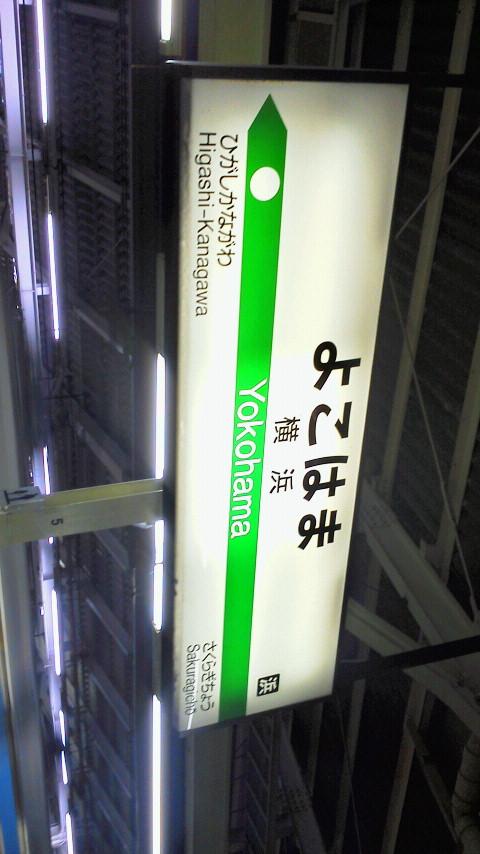 よこはま
横浜
浜
Yokohama
ひがしかながわ
Higashi-Kanagawa
さくらぎちょう
Sakuragichō
5